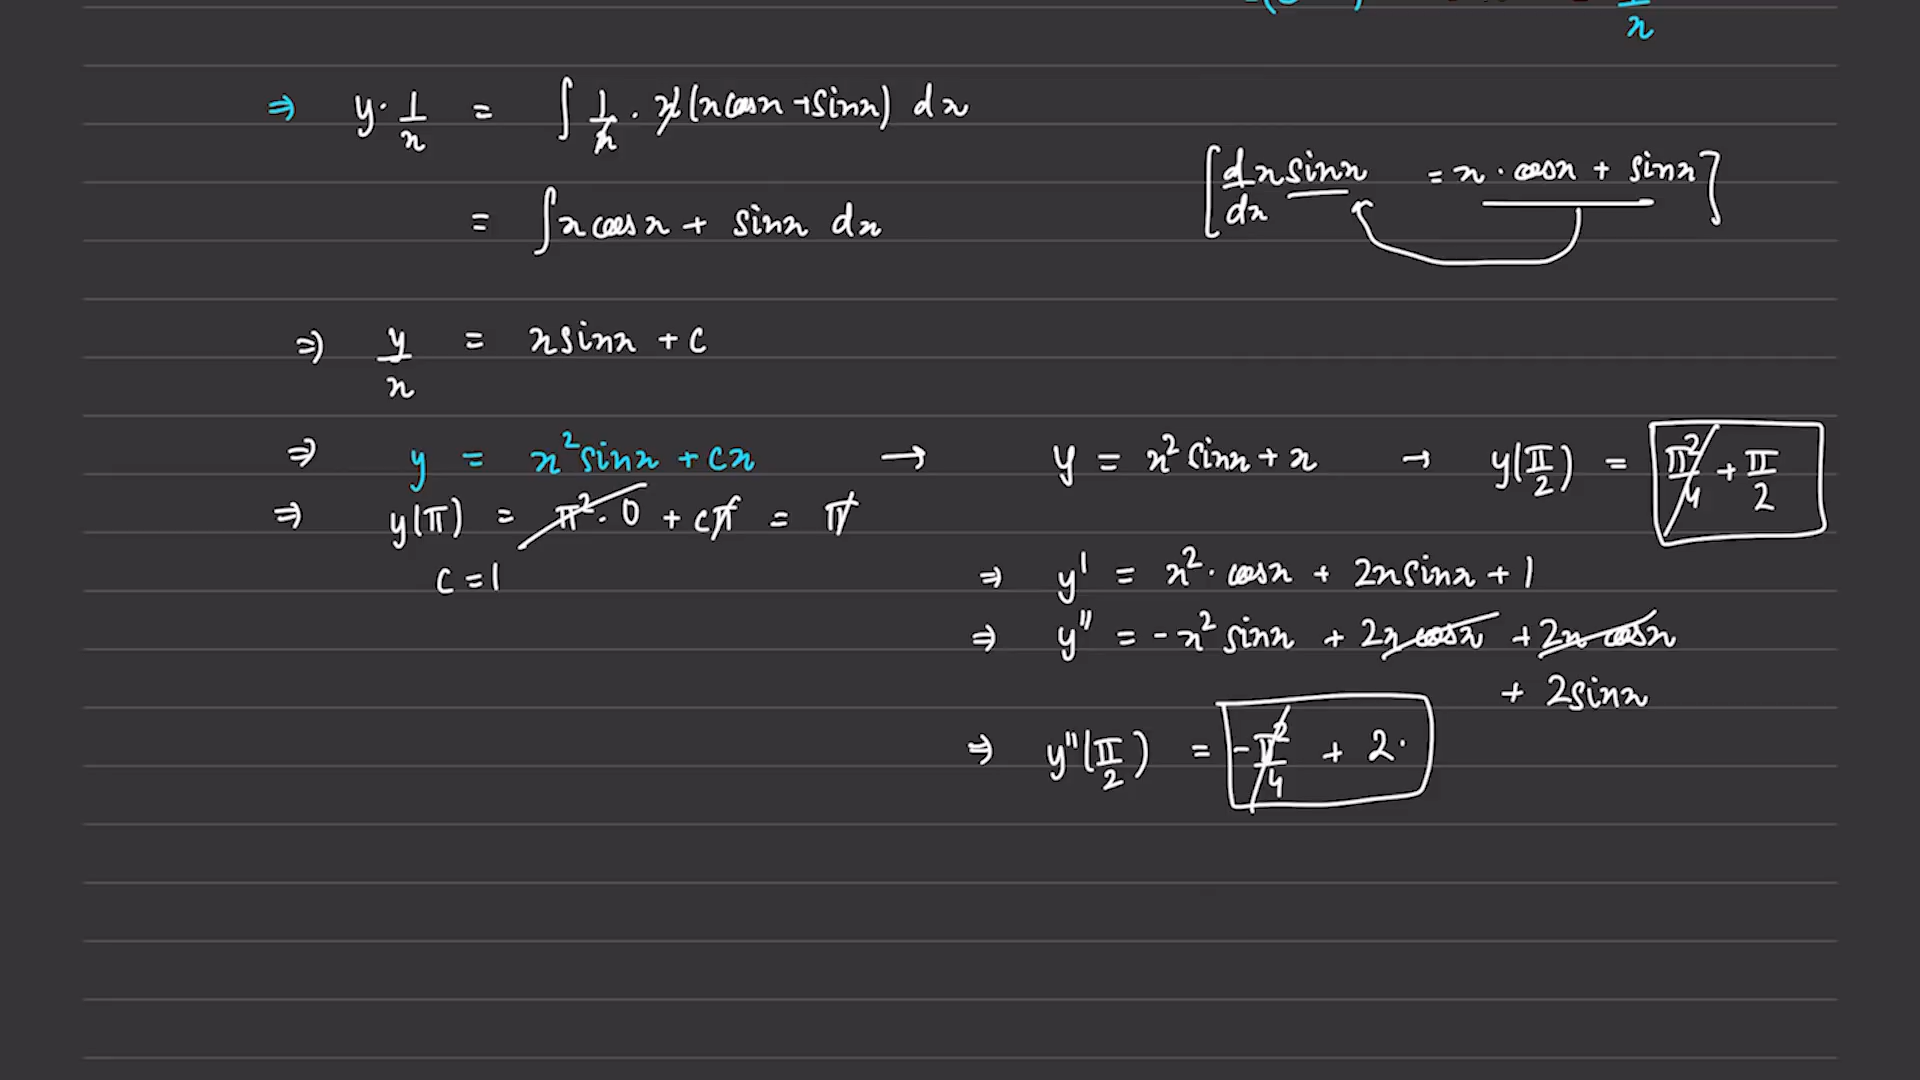 x
⇒ y · 1/x = ∫ 1/x · x(x cos x + sin x) dx
[d/dx x sin x = x · cos x + sin x]
= ∫ x cos x + sin x dx
⇒ y/x = x sin x + c
⇒ y = x² sin x + cx → y = x² sin x + x → y(π/2) = π²/4 + π/2
⇒ y(π) = π² · 0 + cπ = π
⇒ y' = x² · cos x + 2x sin x + 1
c = 1
⇒ y'' = - x² sin x + 2x cos x + 2x cos x
+ 2 sin x
⇒ y''(π/2) = -π²/4 + 2.